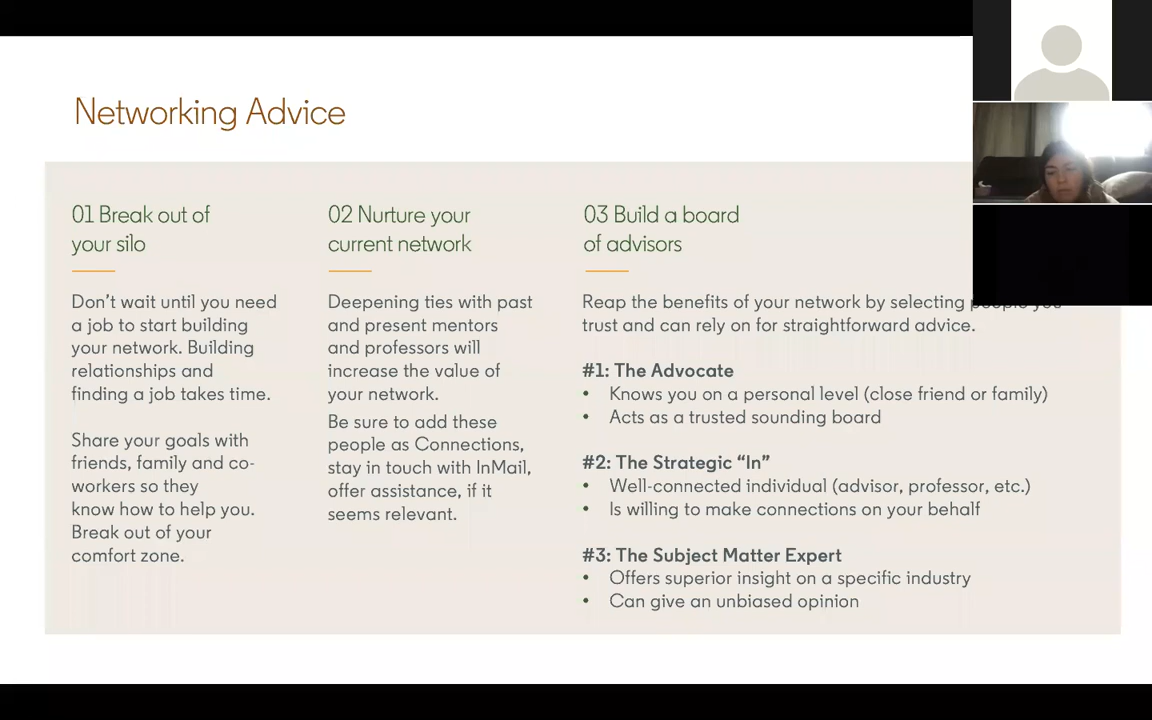 Networking Advice
01 Break out of
your silo
Don't wait until you need
a job to start building
your network. Building
relationships and
finding a job takes time.
Share your goals with
friends, family and co-
workers so they
know how to help you.
Break out of your
comfort zone.
02 Nurture your
current network
Deepening ties with past
and present mentors
and professors will
increase the value of
your network.
Be sure to add these
people as Connections,
stay in touch with InMail,
offer assistance, if it
seems relevant.
03 Build a board
of advisors
Reap the benefits of your network by selecting people you
trust and can rely on for straightforward advice.
#1: The Advocate
• Knows you on a personal level (close friend or family)
• Acts as a trusted sounding board
#2: The Strategic “In”
• Well-connected individual (advisor, professor, etc.)
• Is willing to make connections on your behalf
#3: The Subject Matter Expert
• Offers superior insight on a specific industry
• Can give an unbiased opinion